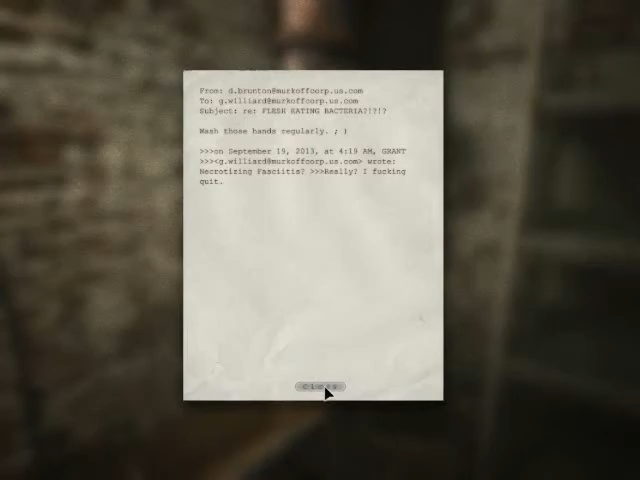 From: d.brunton@murkoffcorp.us.com
To: g.williard@murkoffcorp.us.com
Subject: re: FLESH EATING BACTERIA?!?!?
Wash those hands regularly. ; )
>>>on September 19, 2013, at 4:19 AM, GRANT
>>><g.williard@murkoffcorp.us.com> wrote:
Necrotizing Fasciitis? >>>Really? I fucking
quit.